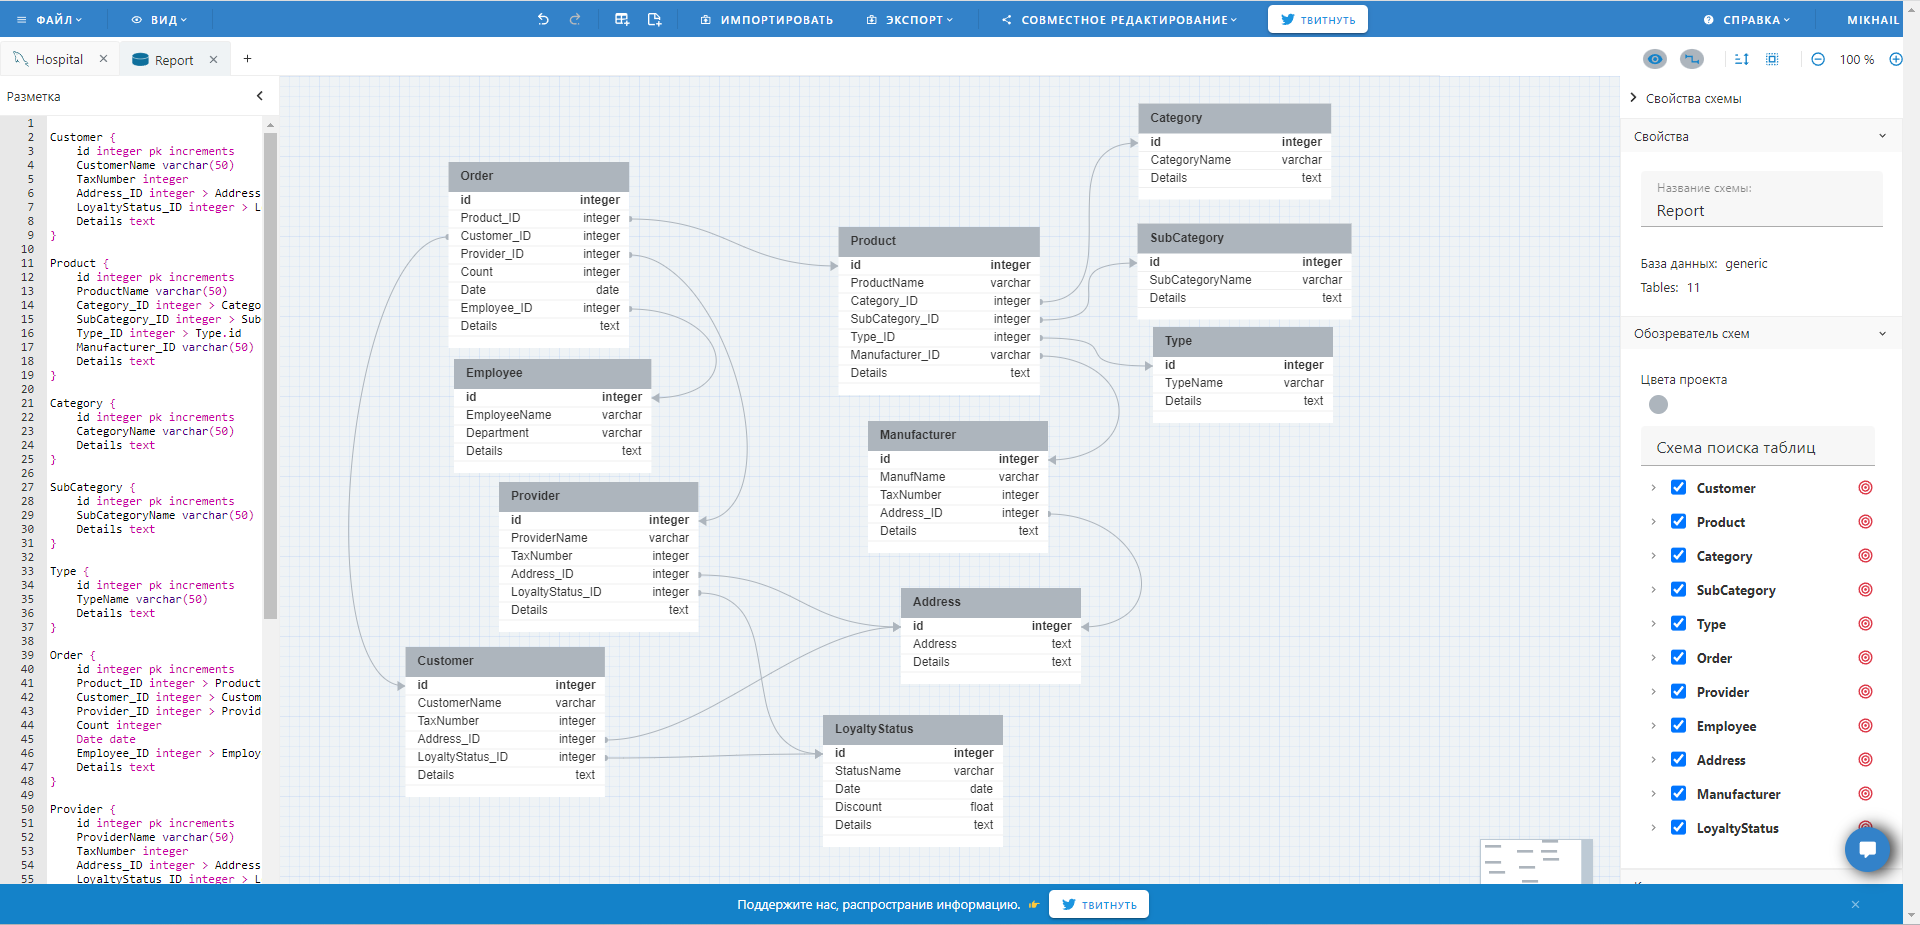 ФАЙЛ
ВИД
ИМПОРТИРОВАТЬ
ЭКСПОРТ
СОВМЕСТНОЕ РЕДАКТИРОВАНИЕ
ТВИТНУТЬ
СПРАВКА
MIKHAIL
Hospital
Report
100 %
Разметка
1
2 Customer {
3 id integer pk increments
4 CustomerName varchar(50)
5 TaxNumber integer
6 Address_ID integer > Address
7 LoyaltyStatus_ID integer > L
8 Details text
9 }
10
11 Product {
12 id integer pk increments
13 ProductName varchar(50)
14 Category_ID integer > Catego
15 SubCategory_ID integer > Sub
16 Type_ID integer > Type.id
17 Manufacturer_ID varchar(50)
18 Details text
19 }
20
21 Category {
22 id integer pk increments
23 CategoryName varchar(50)
24 Details text
25 }
26
27 SubCategory {
28 id integer pk increments
29 SubCategoryName varchar(50)
30 Details text
31 }
32
33 Type {
34 id integer pk increments
35 TypeName varchar(50)
36 Details text
37 }
38
39 Order {
40 id integer pk increments
41 Product_ID integer > Product
42 Customer_ID integer > Custom
43 Provider_ID integer > Provid
44 Count integer
45 Date date
46 Employee_ID integer > Employ
47 Details text
48 }
49
50 Provider {
51 id integer pk increments
52 ProviderName varchar(50)
53 TaxNumber integer
54 Address_ID integer > Address
55 LoyaltyStatus_ID integer > L
Order
id integer
Product_ID integer
Customer_ID integer
Provider_ID integer
Count integer
Date date
Employee_ID integer
Details text
Employee
id integer
EmployeeName varchar
Department varchar
Details text
Provider
id integer
ProviderName varchar
TaxNumber integer
Address_ID integer
LoyaltyStatus_ID integer
Details text
Customer
id integer
CustomerName varchar
TaxNumber integer
Address_ID integer
LoyaltyStatus_ID integer
Details text
Product
id integer
ProductName varchar
Category_ID integer
SubCategory_ID integer
Type_ID integer
Manufacturer_ID varchar
Details text
Manufacturer
id integer
ManufName varchar
TaxNumber integer
Address_ID integer
Details text
Address
id integer
Address text
Details text
LoyaltyStatus
id integer
StatusName varchar
Date date
Discount float
Details text
Category
id integer
CategoryName varchar
Details text
SubCategory
id integer
SubCategoryName varchar
Details text
Type
id integer
TypeName varchar
Details text
Свойства схемы
Свойства
Название схемы:
Report
База данных: generic
Tables: 11
Обозреватель схем
Цвета проекта
Схема поиска таблиц
Customer
Product
Category
SubCategory
Type
Order
Provider
Employee
Address
Manufacturer
LoyaltyStatus
Поддержите нас, распространив информацию. 👉
ТВИТНУТЬ